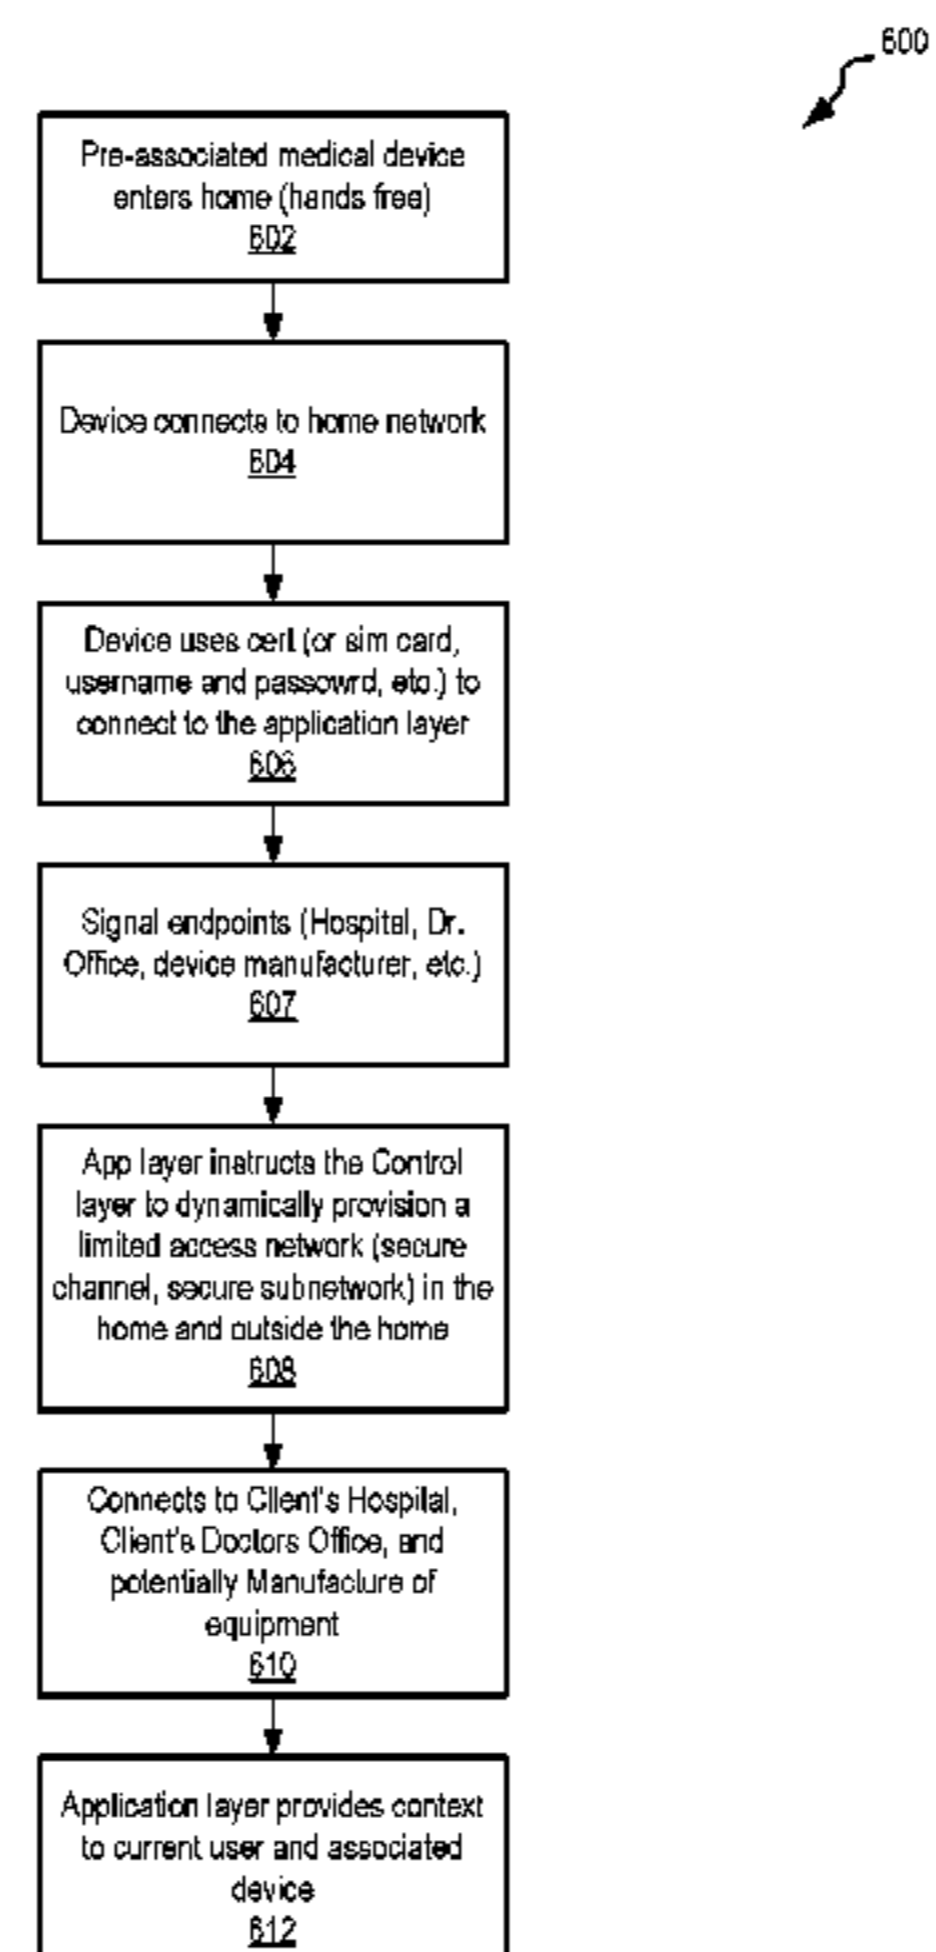 600
Pre-associated medical device
enters home (hands free)
602
Device connects to home network
604
Device uses cert (or sim card,
username and passowrd, etc.) to
connect to the application layer
606
Signal endpoints (Hospital, Dr.
Office, device manufacturer, etc.)
607
App layer instructs the Control
layer to dynamically provision a
limited access network (secure
channel, secure subnetwork) in the
home and outside the home
608
Connects to Client's Hospital,
Client's Doctors Office, and
potentially Manufacture of
equipment
610
Application layer provides context
to current user and associated
device
612